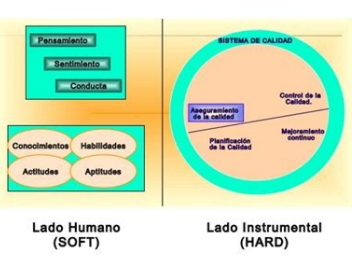 Pensamiento
Sentimiento
Conducta
Conocimientos
Habilidades
Actitudes
Aptitudes
Lado Humano
(SOFT)
SISTEMA DE CALIDAD
Control de la
Calidad.
Aseguramiento
de la calidad
Mejoramiento
continuo
Planificación
de la Calidad
Lado Instrumental
(HARD)